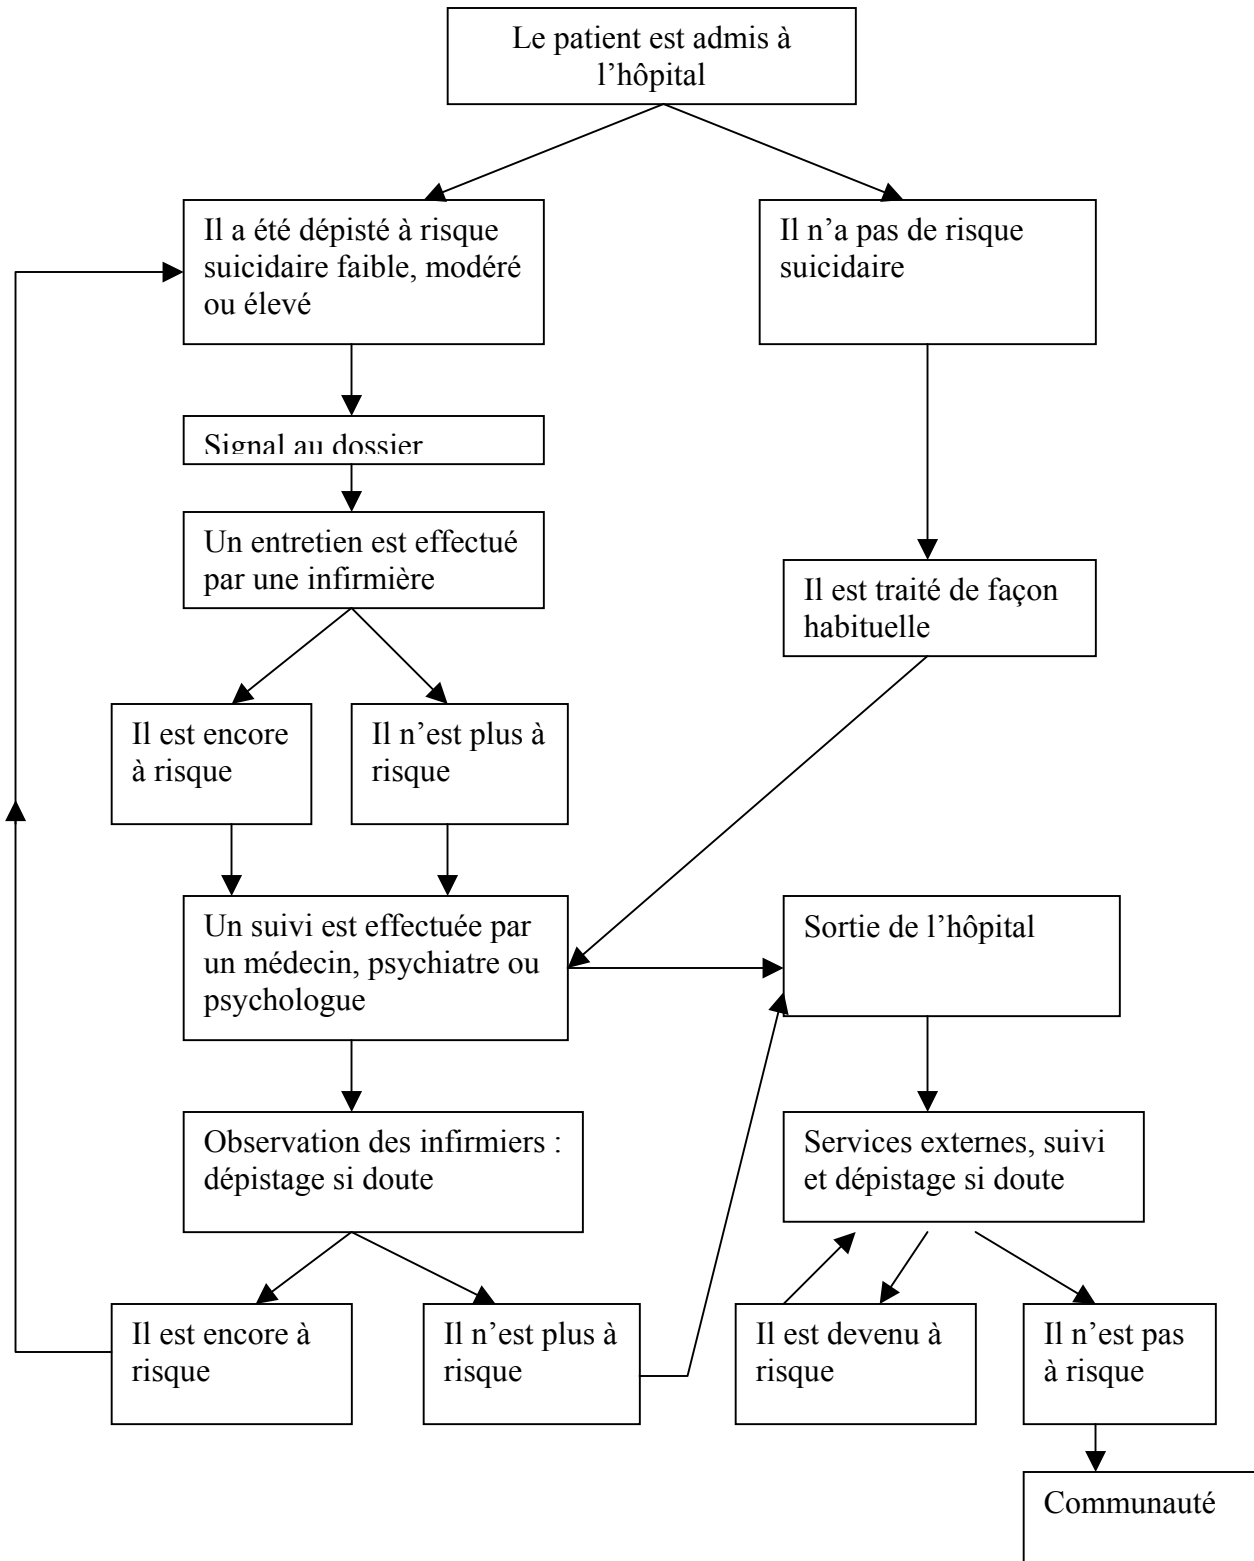 Le patient est admis à
l’hôpital
Il a été dépisté à risque
suicidaire faible, modéré
ou élevé
Il n’a pas de risque
suicidaire
Signal au dossier
Un entretien est effectué
par une infirmière
Il est traité de façon
habituelle
Il est encore
à risque
Il n’est plus à
risque
Un suivi est effectuée par
un médecin, psychiatre ou
psychologue
Sortie de l’hôpital
Observation des infirmiers :
dépistage si doute
Services externes, suivi
et dépistage si doute
Il est encore à
risque
Il n’est plus à
risque
Il est devenu à
risque
Il n’est pas
à risque
Communauté